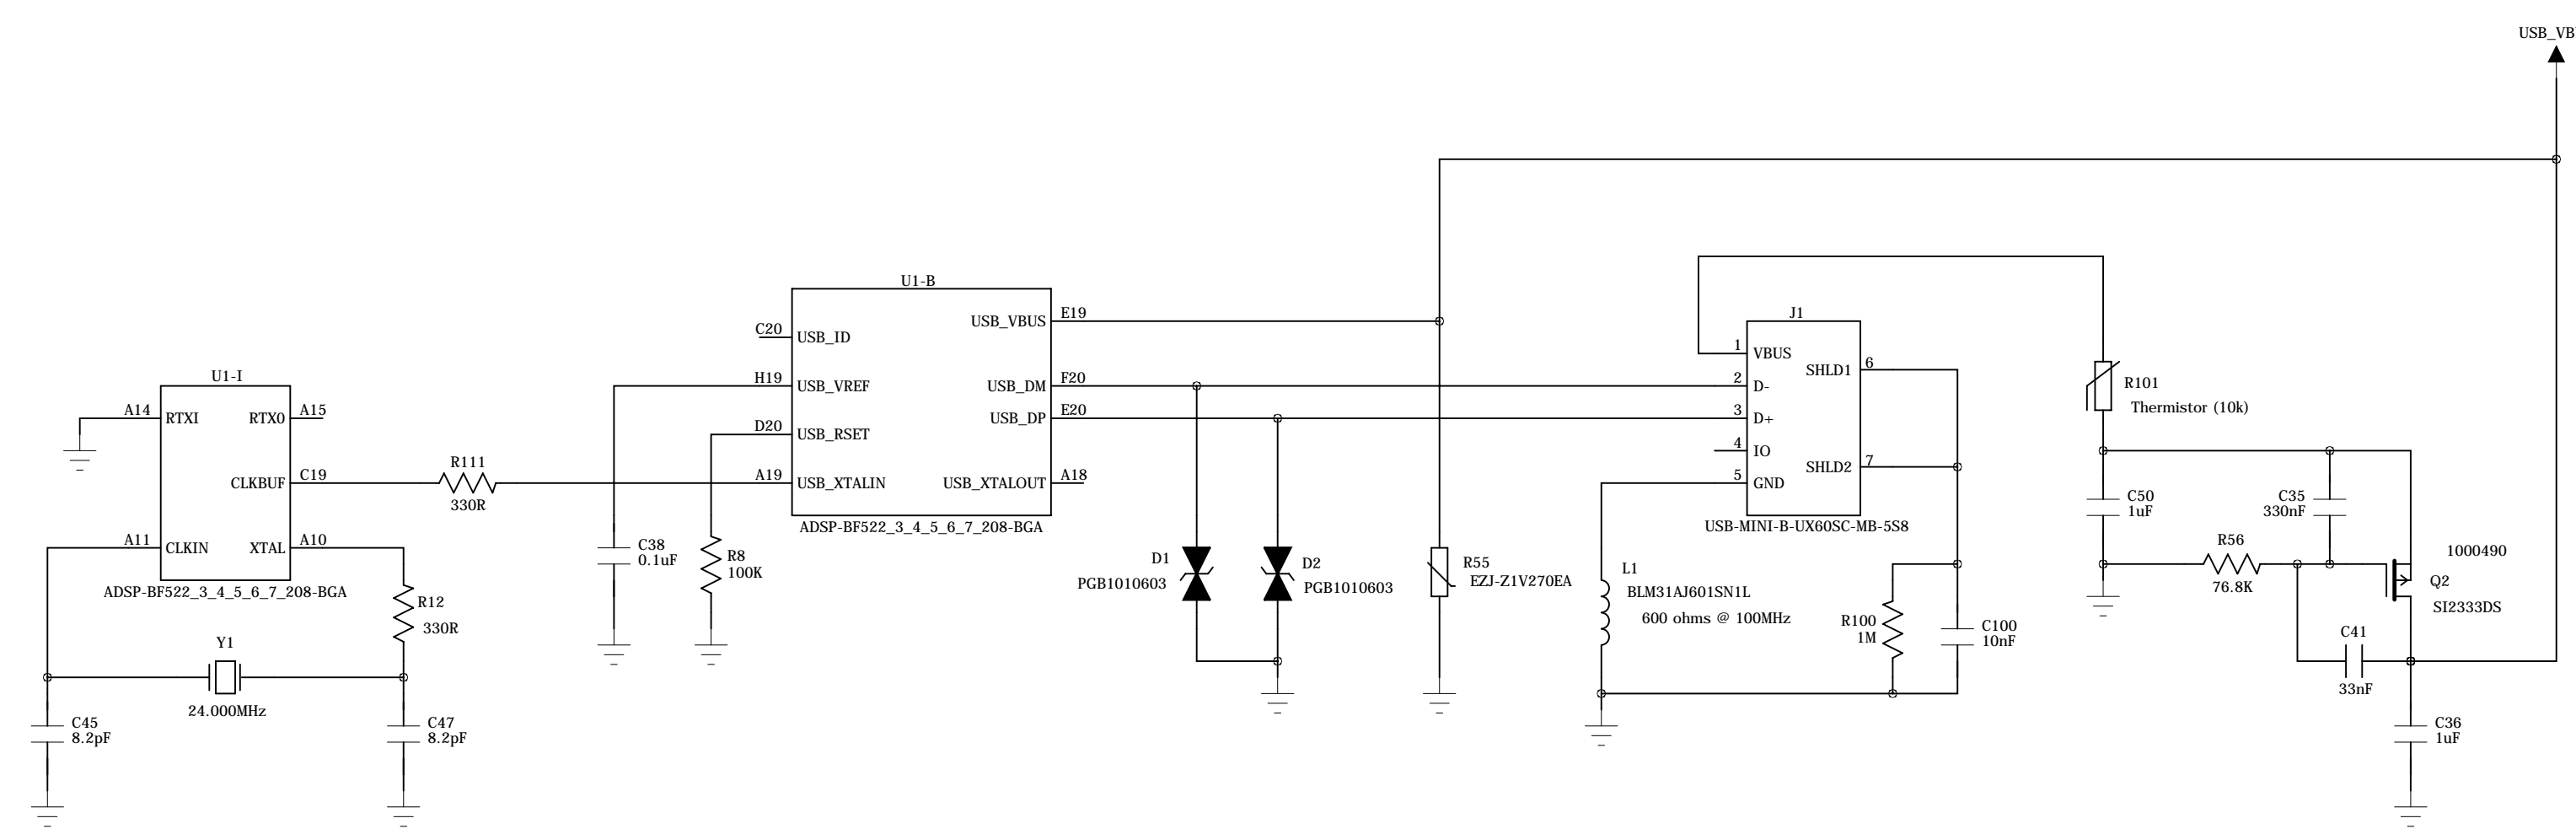 USB_VB
U1-I
A14
RTXI
RTX0
A15
CLKBUF
C19
A11
CLKIN
XTAL
A10
ADSP-BF522_3_4_5_6_7_208-BGA
R111
330R
R12
330R
Y1
24.000MHz
C45
8.2pF
C47
8.2pF
U1-B
C20
USB_ID
USB_VBUS
E19
H19
USB_VREF
USB_DM
F20
USB_DP
E20
D20
USB_RSET
A19
USB_XTALIN
USB_XTALOUT
A18
ADSP-BF522_3_4_5_6_7_208-BGA
C38
0.1uF
R8
100K
D1
PGB1010603
D2
PGB1010603
R55
EZJ-Z1V270EA
J1
1
VBUS
SHLD1
6
2
D-
3
D+
4
IO
SHLD2
7
5
GND
USB-MINI-B-UX60SC-MB-5S8
L1
BLM31AJ601SN1L
600 ohms @ 100MHz
R100
1M
C100
10nF
R101
Thermistor (10k)
C50
1uF
C35
330nF
R56
76.8K
1000490
Q2
SI2333DS
C41
33nF
C36
1uF